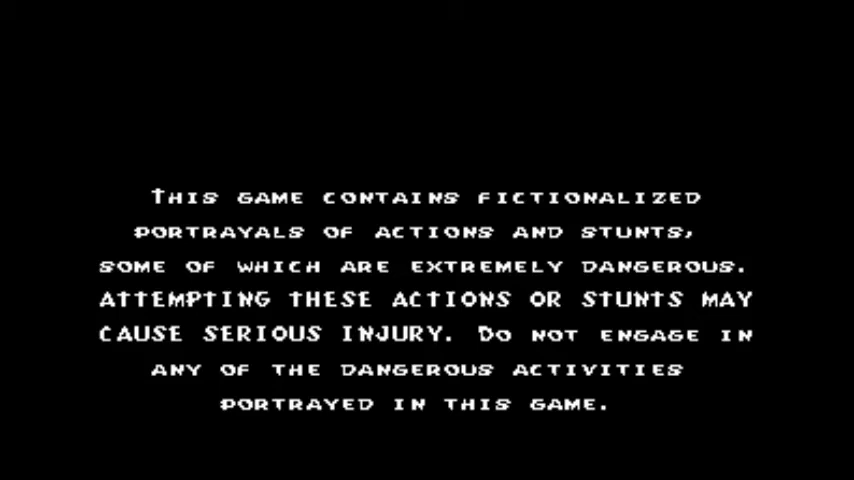 This game contains fictionalized
portrayals of actions and stunts,
some of which are extremely dangerous.
ATTEMPTING THESE ACTIONS OR STUNTS MAY
CAUSE SERIOUS INJURY. Do not engage in
any of the dangerous activities
portrayed in this game.